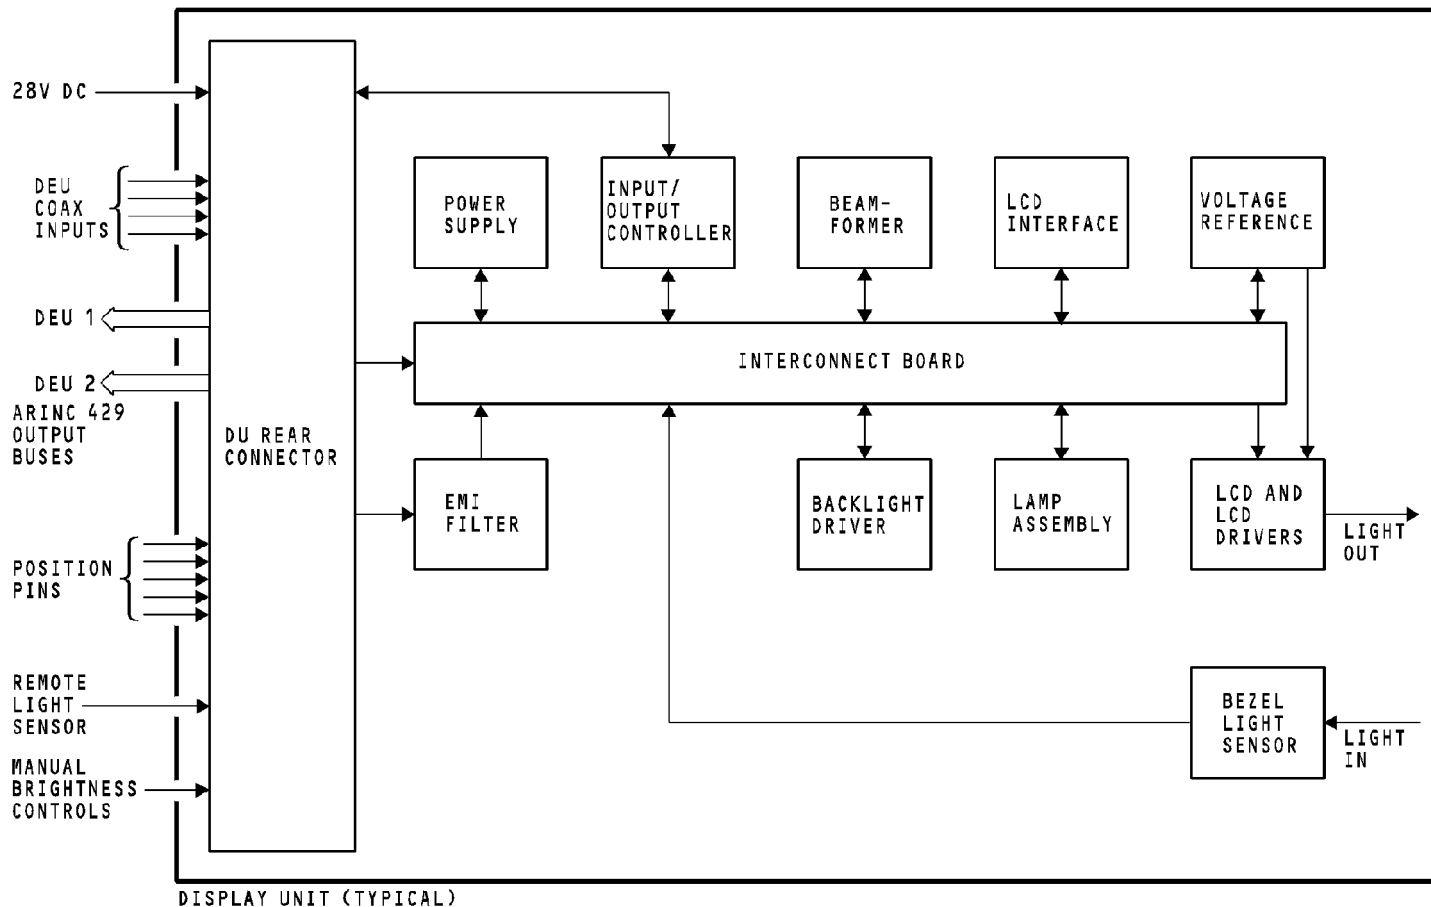 28V DC
DEU
COAX
INPUTS
DEU 1
DEU 2
ARINC 429
OUTPUT
BUSES
POSITION
PINS
REMOTE
LIGHT
SENSOR
MANUAL
BRIGHTNESS
CONTROLS
DU REAR
CONNECTOR
POWER
SUPPLY
INPUT/
OUTPUT
CONTROLLER
BEAM-
FORMER
LCD
INTERFACE
VOLTAGE
REFERENCE
INTERCONNECT BOARD
EMI
FILTER
BACKLIGHT
DRIVER
LAMP
ASSEMBLY
LCD AND
LCD
DRIVERS
LIGHT
OUT
BEZEL
LIGHT
SENSOR
LIGHT
IN
DISPLAY UNIT (TYPICAL)